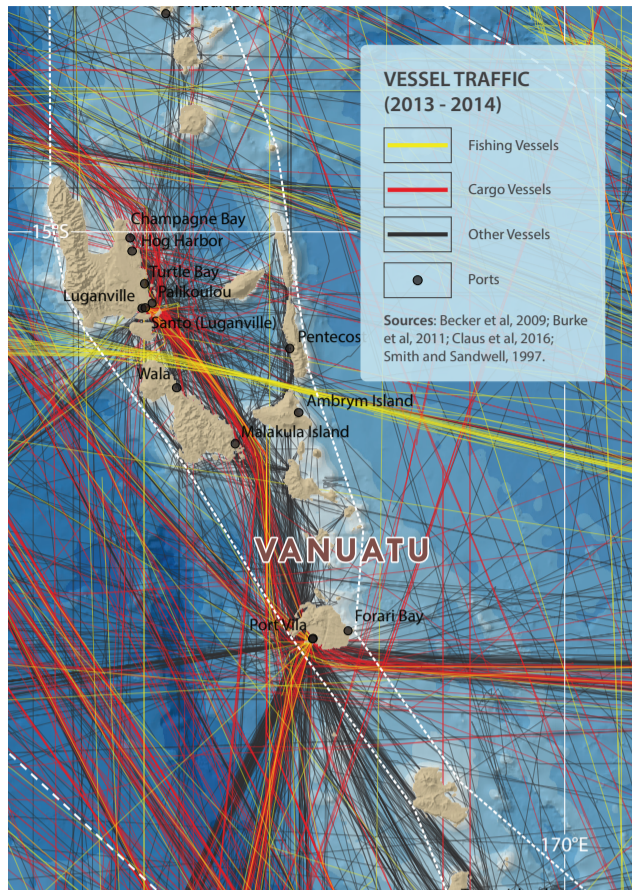 VESSEL TRAFFIC
(2013 - 2014)
Fishing Vessels
Cargo Vessels
Other Vessels
Ports
Sources: Becker et al, 2009; Burke
et al, 2011; Claus et al, 2016;
Smith and Sandwell, 1997.
15°S
Champagne Bay
Hog Harbor
Turtle Bay
Luganville
Palikoulou
Santo (Luganville)
Pentecos
Wala
Ambrym Island
Malakula Island
VANUATU
Port Vila
Forari Bay
170°E